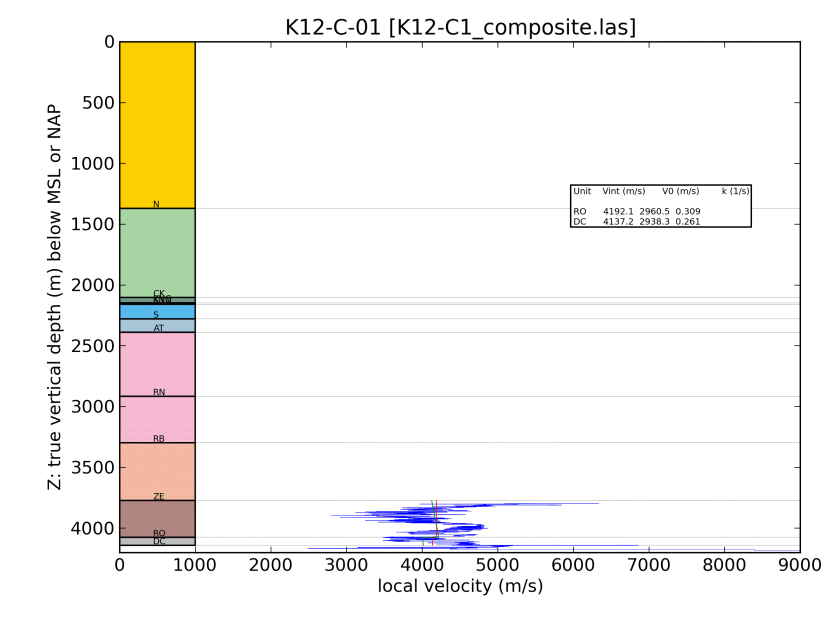 K12-C-01 [K12-C1_composite.las]
Z: true vertical depth (m) below MSL or NAP
0
500
1000
1500
2000
2500
3000
3500
4000
N
CK
S
AT
RN
RB
ZE
RO
DC
Unit Vint (m/s) V0 (m/s) k (1/s)
RO 4192.1 2960.5 0.309
DC 4137.2 2938.3 0.261
0 1000 2000 3000 4000 5000 6000 7000 8000 9000
local velocity (m/s)